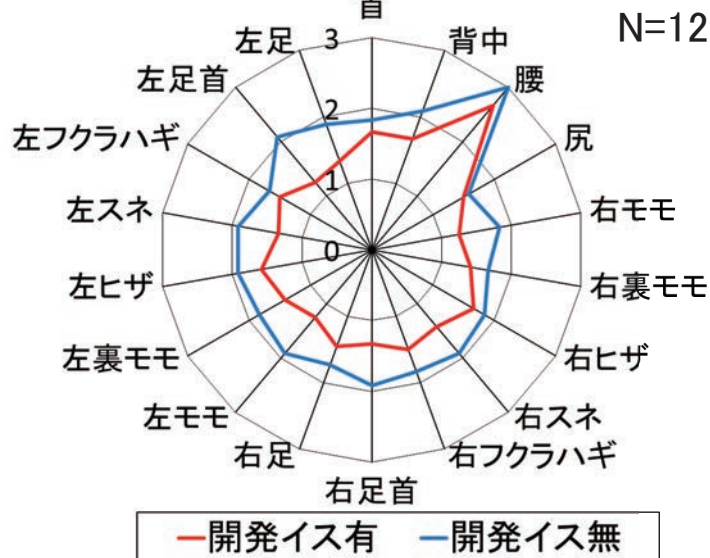 首
N=12
3
左足
背中
左足首
腰
2
左フクラハギ
尻
1
左スネ
右モモ
0
左ヒザ
右裏モモ
左裏モモ
右ヒザ
左モモ
右スネ
右足
右フクラハギ
右足首
開発イス有 開発イス無